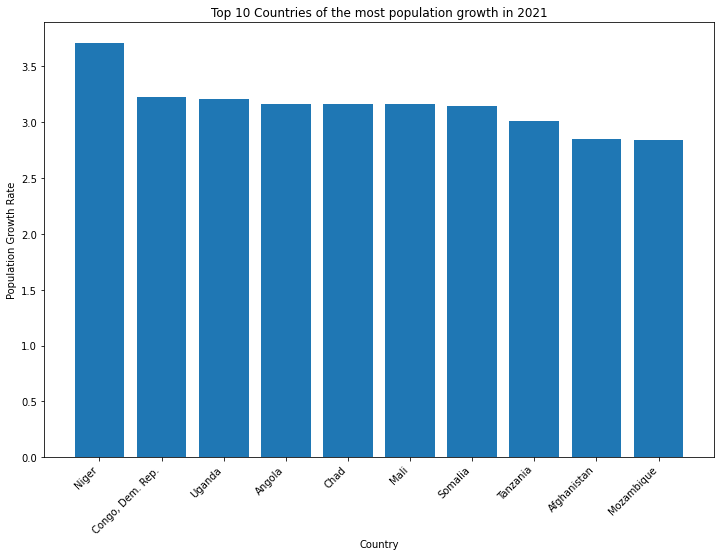 Top 10 Countries of the most population growth in 2021
Population Growth Rate
3.5
3.0
2.5
2.0
1.5
1.0
0.5
0.0
Niger
Congo, Dem. Rep.
Uganda
Angola
Chad
Mali
Somalia
Tanzania
Afghanistan
Mozambique
Country